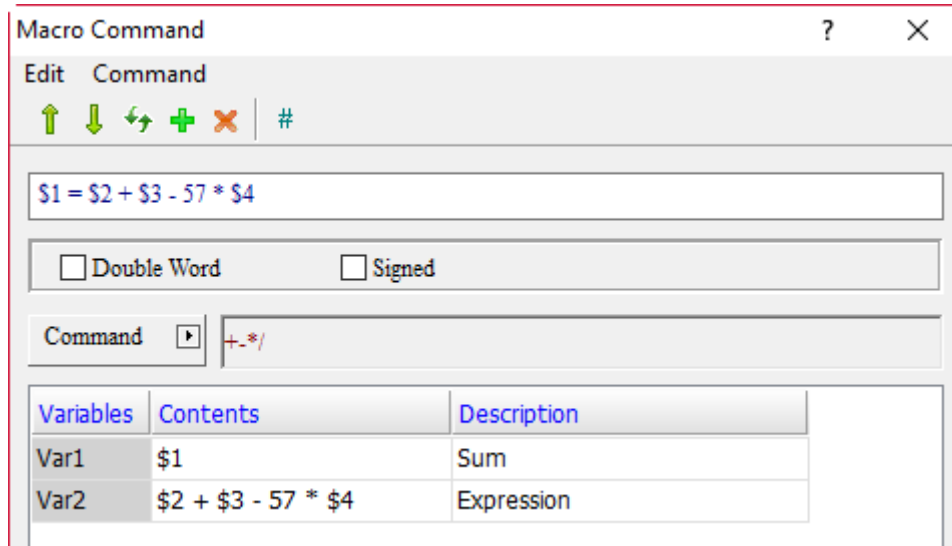 Macro Command ?
Edit Command
#
$1 = $2 + $3 - 57 * $4
Double Word Signed
Command +-*/
Variables Contents Description
Var1 $1 Sum
Var2 $2 + $3 - 57 * $4 Expression